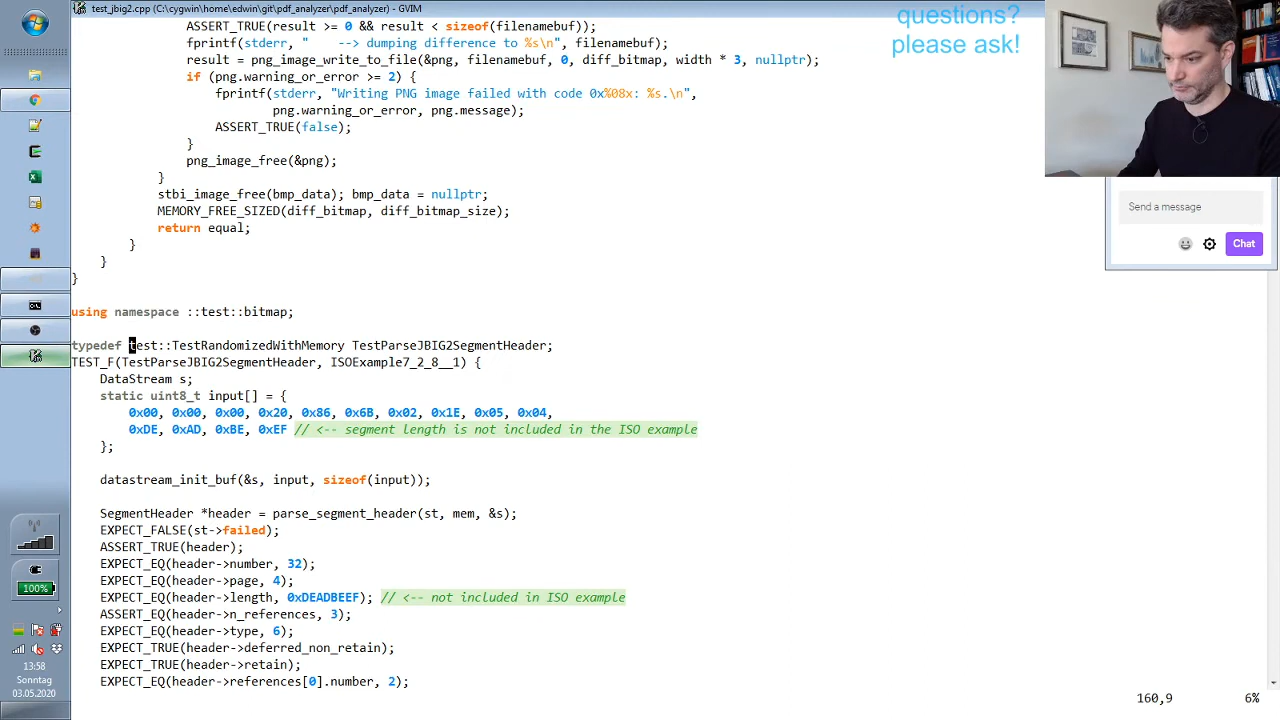 test_jbig2.cpp (C:\cygwin\home\edwin\git\pdf_analyzer\pdf_analyzer) - GVIM
questions?
please ask!
ASSERT_TRUE(result >= 0 && result < sizeof(filenamebuf));
fprintf(stderr, "    --> dumping difference to %s\n", filenamebuf);
result = png_image_write_to_file(&png, filenamebuf, 0, diff_bitmap, width * 3, nullptr);
if (png.warning_or_error >= 2) {
fprintf(stderr, "Writing PNG image failed with code 0x%08x: %s.\n",
png.warning_or_error, png.message);
ASSERT_TRUE(false);
}
png_image_free(&png);
}
stbi_image_free(bmp_data); bmp_data = nullptr;
MEMORY_FREE_SIZED(diff_bitmap, diff_bitmap_size);
return equal;
}
}
}
Send a message
Chat
using namespace ::test::bitmap;
typedef test::TestRandomizedWithMemory TestParseJBIG2SegmentHeader;
TEST_F(TestParseJBIG2SegmentHeader, ISOExample7_2_8__1) {
DataStream s;
static uint8_t input[] = {
0x00, 0x00, 0x00, 0x20, 0x86, 0x6B, 0x02, 0x1E, 0x05, 0x04,
0xDE, 0xAD, 0xBE, 0xEF // <-- segment length is not included in the ISO example
};
datastream_init_buf(&s, input, sizeof(input));
SegmentHeader *header = parse_segment_header(st, mem, &s);
EXPECT_FALSE(st->failed);
ASSERT_TRUE(header);
EXPECT_EQ(header->number, 32);
EXPECT_EQ(header->page, 4);
EXPECT_EQ(header->length, 0xDEADBEEF); // <-- not included in ISO example
ASSERT_EQ(header->n_references, 3);
EXPECT_EQ(header->type, 6);
EXPECT_TRUE(header->deferred_non_retain);
EXPECT_TRUE(header->retain);
EXPECT_EQ(header->references[0].number, 2);
160,9
6%
100%
13:58
Sonntag
03.05.2020